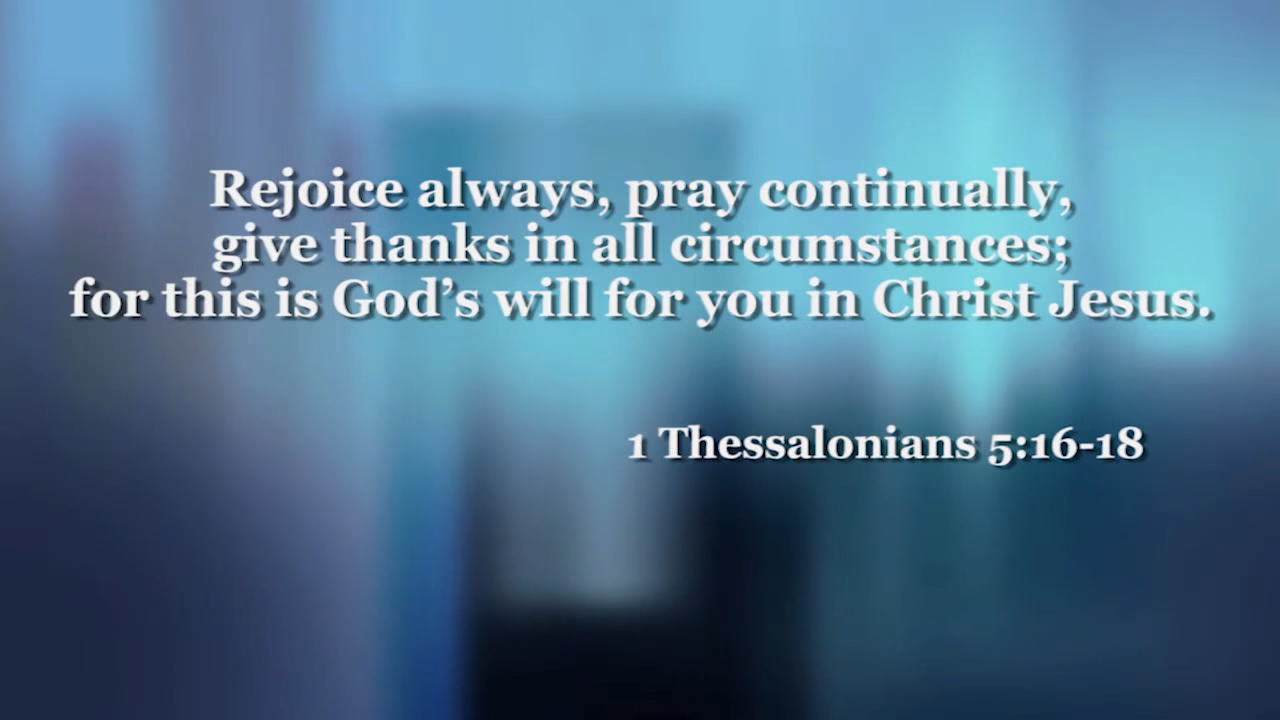 Rejoice always, pray continually,
give thanks in all circumstances;
for this is God’s will for you in Christ Jesus.
1 Thessalonians 5:16-18